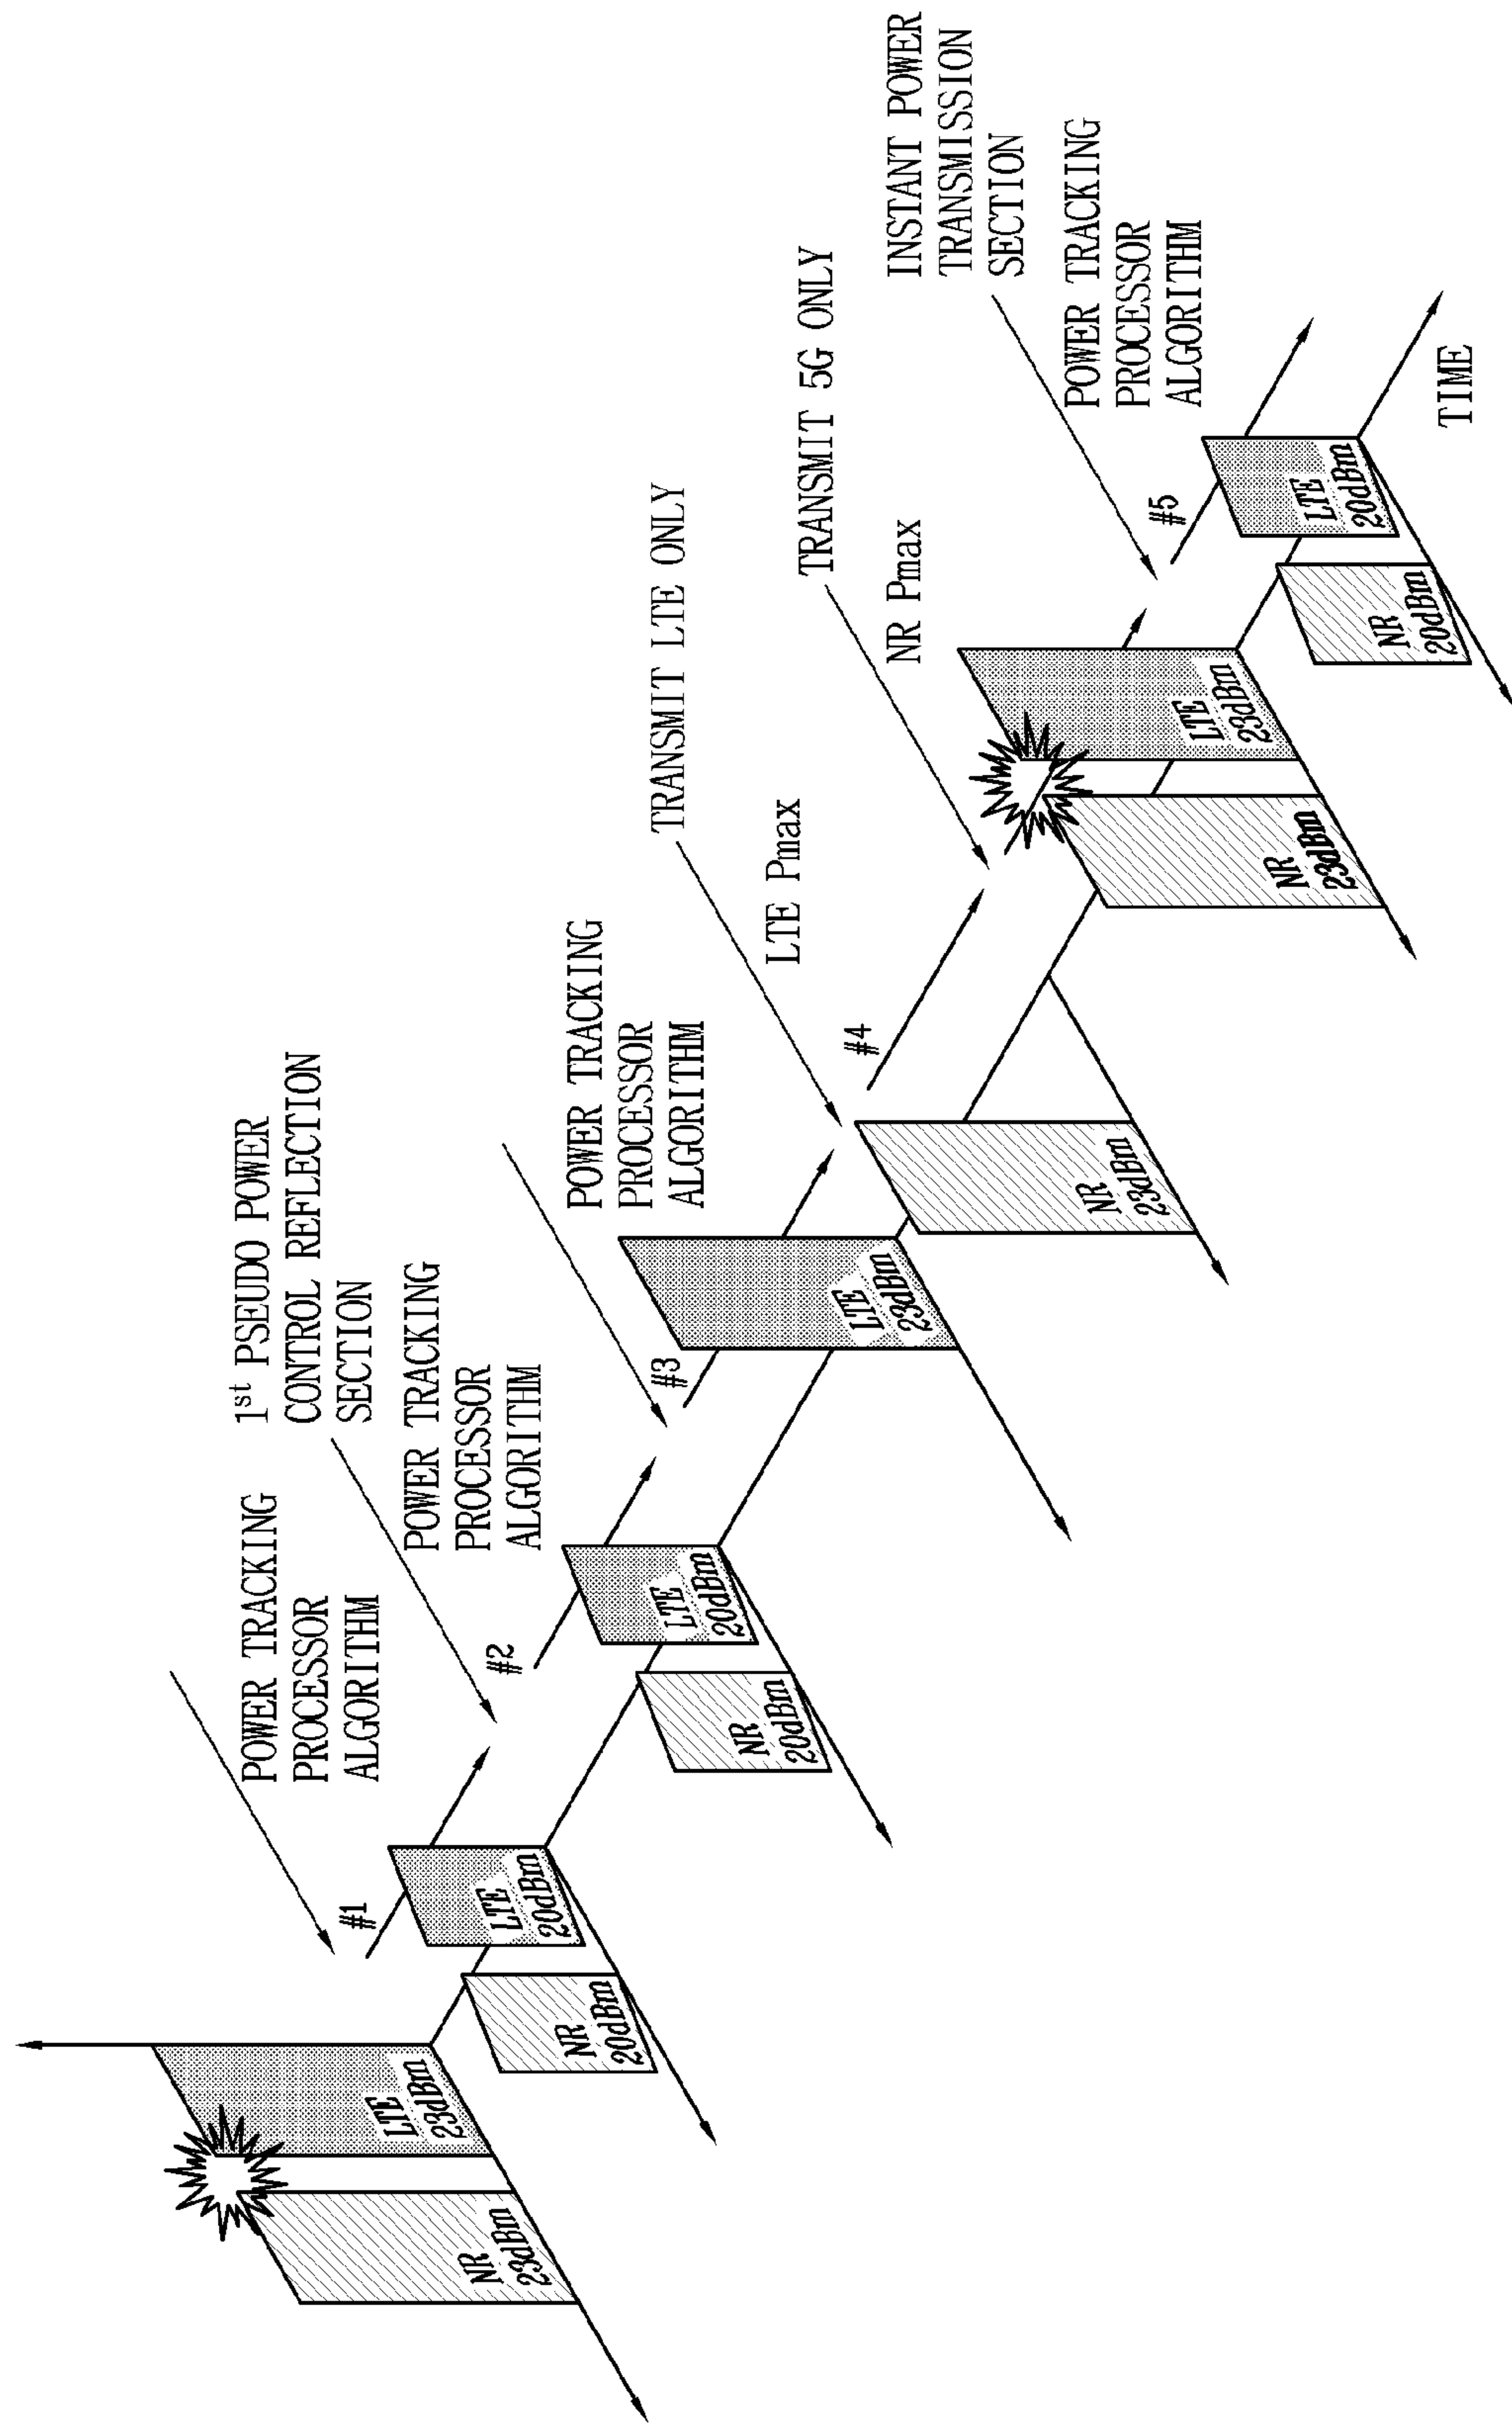 LTE
23dBm
NR
23dBm
POWER TRACKING
PROCESSOR
ALGORITHM
#1
LTE
20dBm
NR
20dBm
1st PSEUDO POWER
CONTROL REFLECTION
SECTION
POWER TRACKING
PROCESSOR
ALGORITHM
#2
LTE
20dBm
NR
20dBm
POWER TRACKING
PROCESSOR
ALGORITHM
#3
LTE
23dBm
TRANSMIT LTE ONLY
LTE Pmax
#4
NR
23dBm
TRANSMIT 5G ONLY
NR Pmax
LTE
23dBm
NR
23dBm
INSTANT POWER
TRANSMISSION
SECTION
POWER TRACKING
PROCESSOR
ALGORITHM
#5
LTE
20dBm
NR
20dBm
TIME